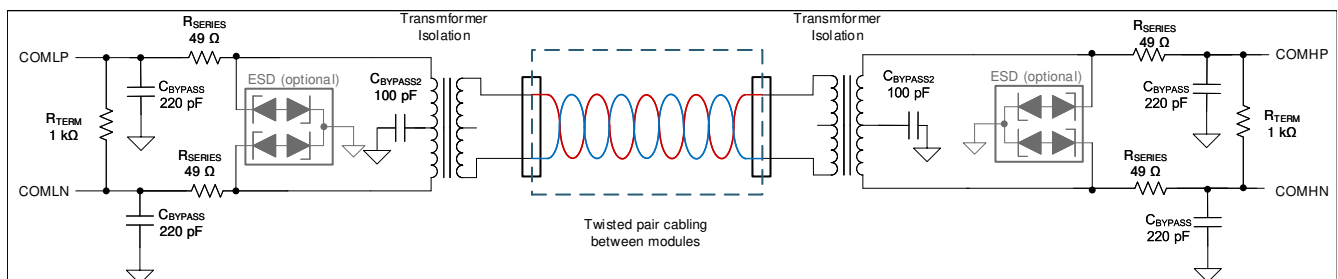 Transmformer
Isolation
Transmformer
Isolation
RSERIES
49 Ω
COMLP
ESD (optional)
CBYPASS
220 pF
CBYPASS2
100 pF
RTERM
1 kΩ
RSERIES
49 Ω
COMLN
CBYPASS
220 pF
Twisted pair cabling
between modules
CBYPASS2
100 pF
ESD (optional)
RSERIES
49 Ω
COMHP
CBYPASS
220 pF
RTERM
1 kΩ
RSERIES
49 Ω
COMHN
CBYPASS
220 pF